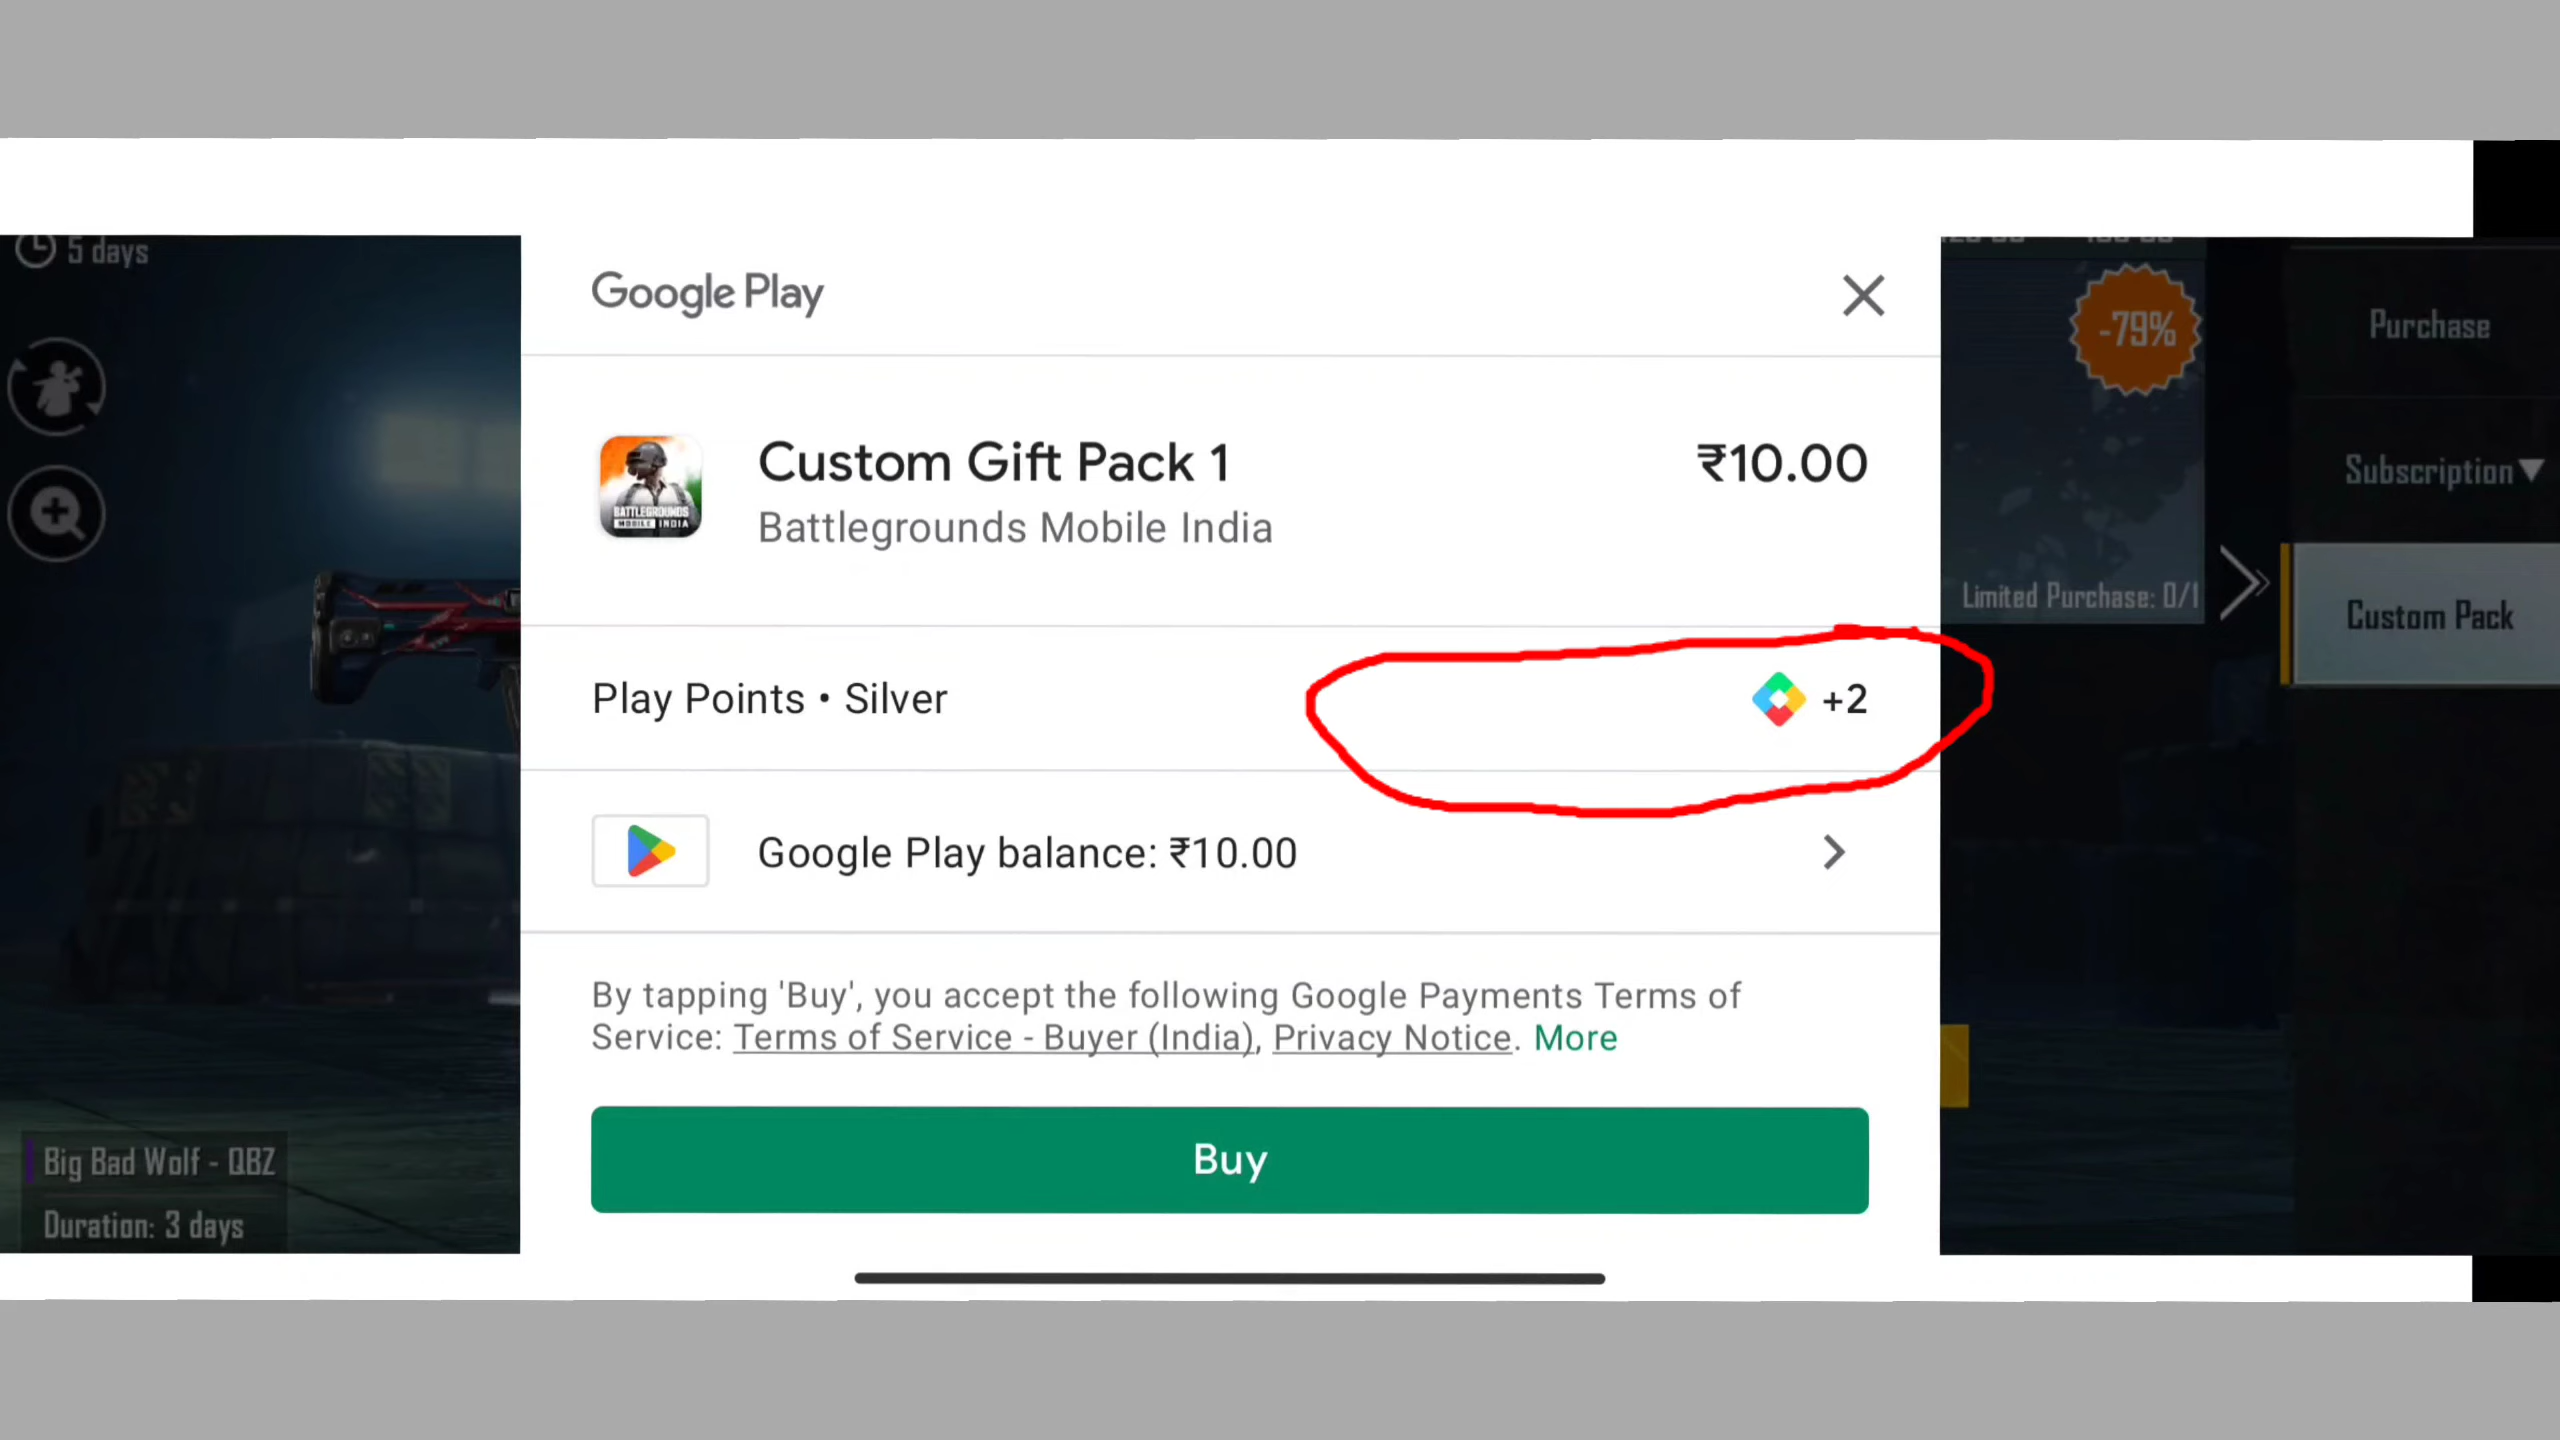 5 days
Google Play
-79%
Purchase
Custom Gift Pack 1
₹10.00
Battlegrounds Mobile India
BATTLEGROUNDS
MOBILE INDIA
Subscription
Limited Purchase: 0/1
Custom Pack
Play Points • Silver
+2
Google Play balance: ₹10.00
By tapping 'Buy', you accept the following Google Payments Terms of
Service: Terms of Service - Buyer (India), Privacy Notice. More
Buy
Big Bad Wolf - QBZ
Duration: 3 days